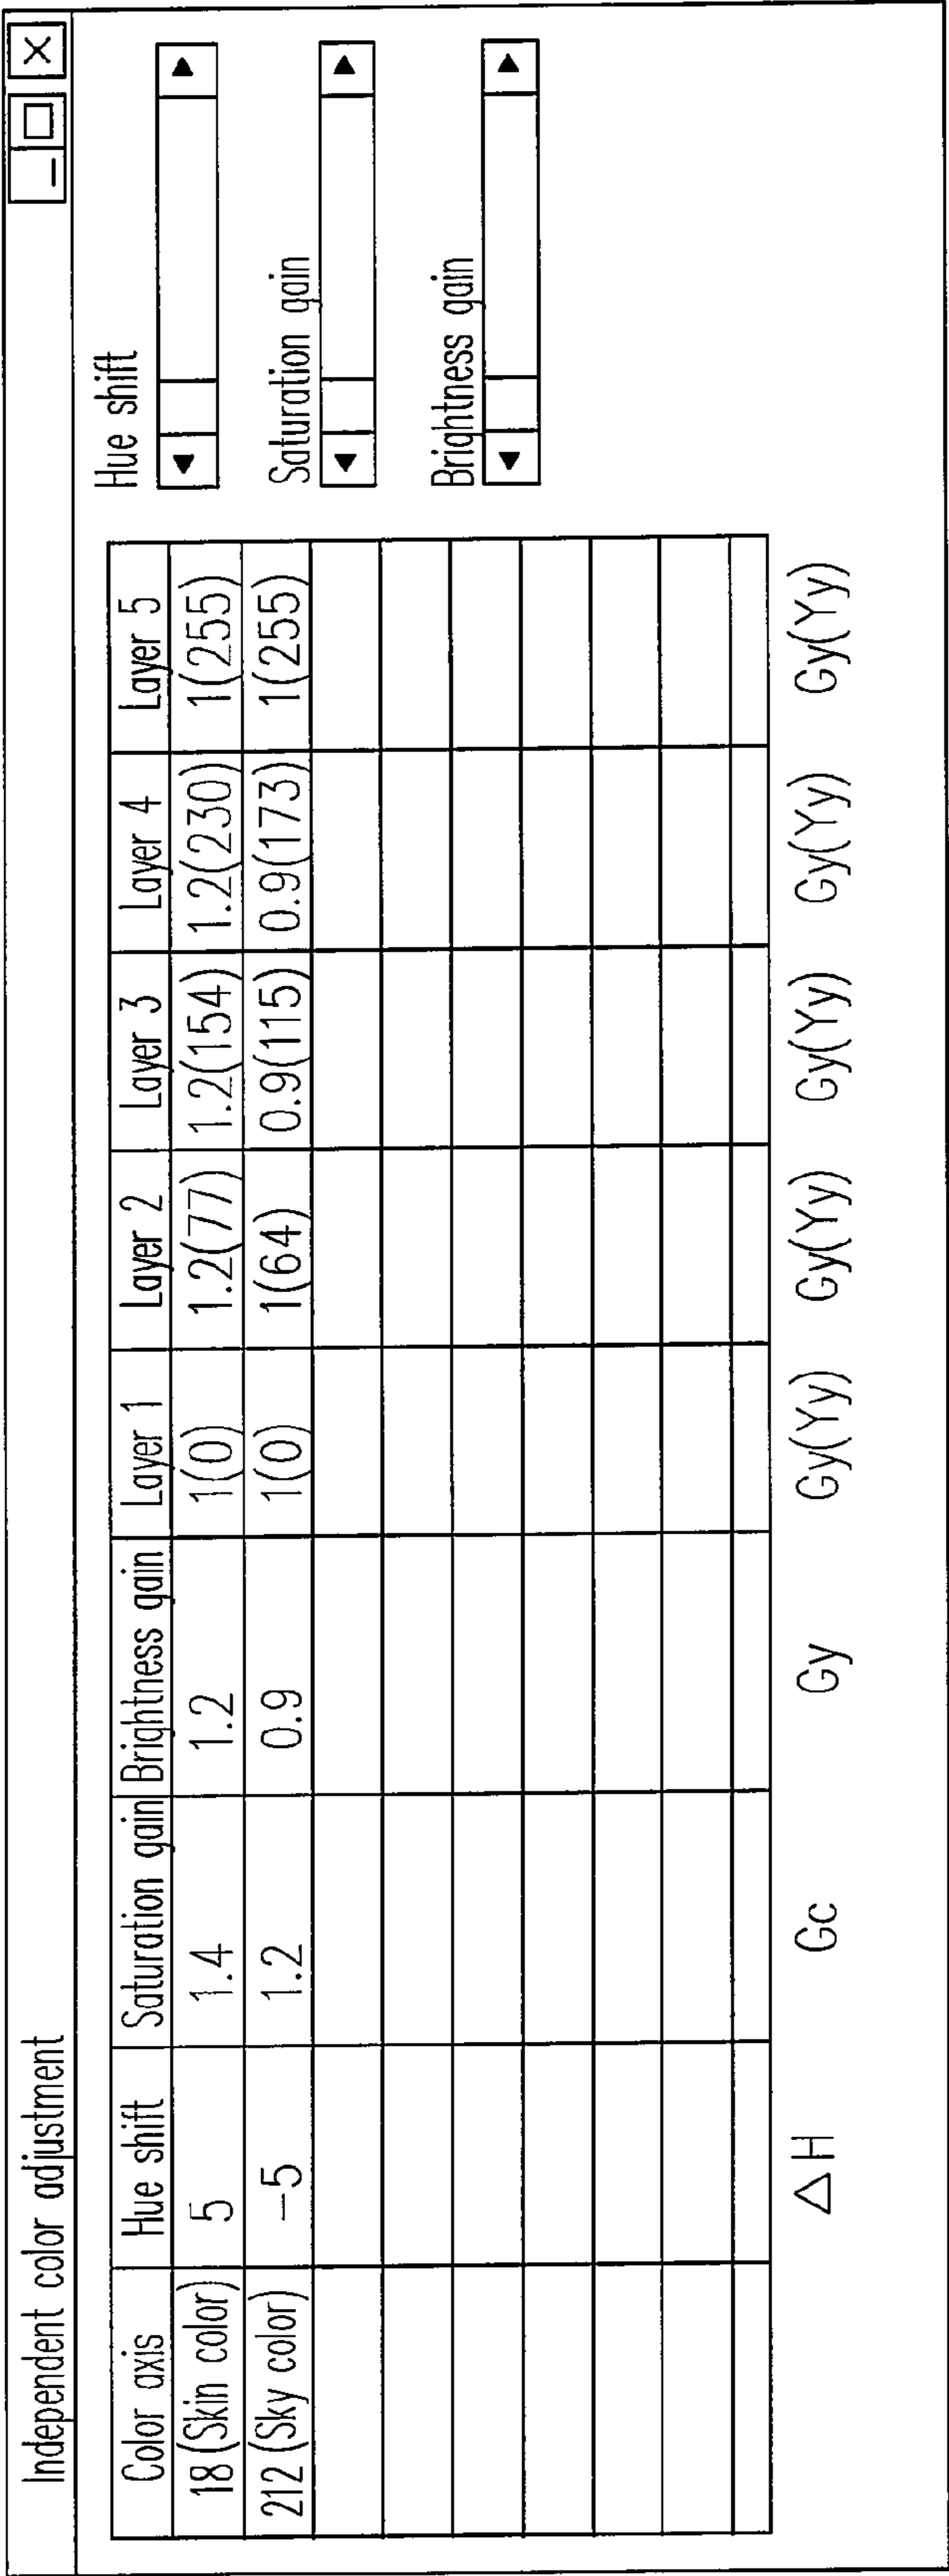 Independent color adjustment
Color axis Hue shift Saturation gain Brightness gain Layer 1 Layer 2 Layer 3 Layer 4 Layer 5
18 (Skin color) 5 1.4 1.2 1(0) 1.2(77) 1.2(154) 1.2(230) 1(255)
212 (Sky color) −5 1.2 0.9 1(0) 1(64) 0.9(115) 0.9(173) 1(255)
△H Gc Gy Gy(Yy) Gy(Yy) Gy(Yy) Gy(Yy) Gy(Yy)
Hue shift
Saturation gain
Brightness gain